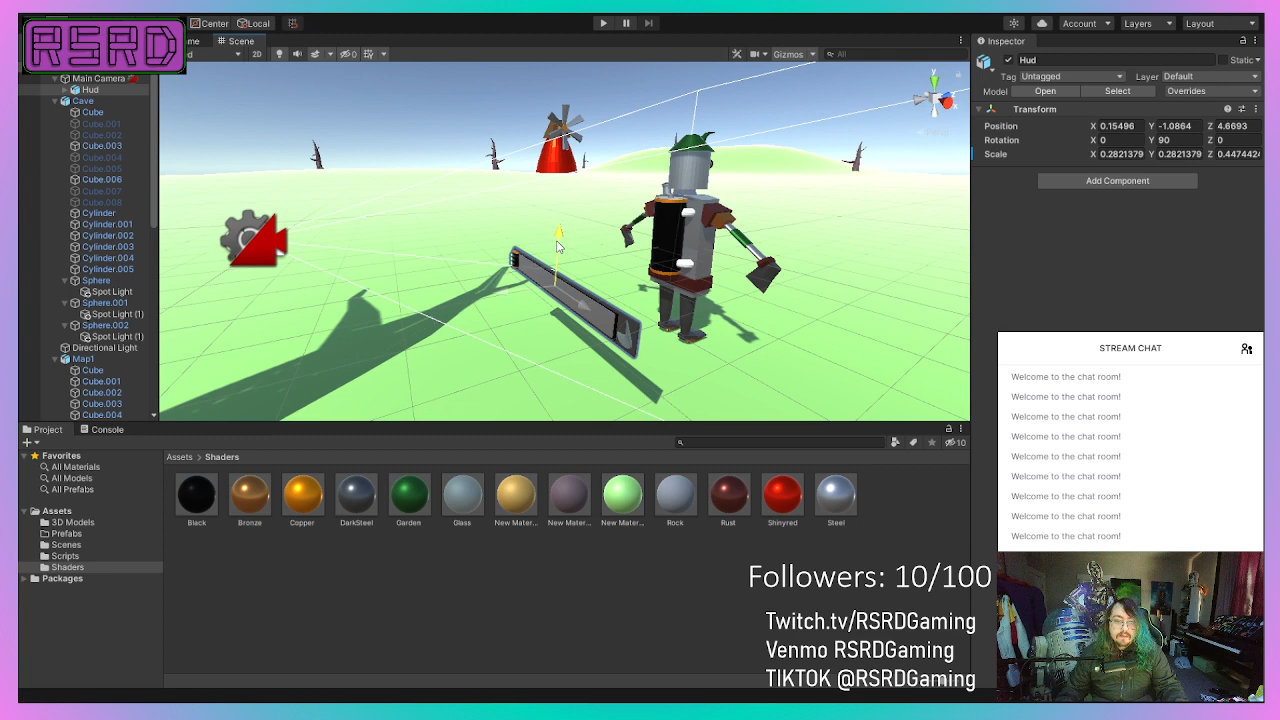 RSRD
Center
Local
Account
Layers
Layout
Scene
2D
0
Gizmos
All
Main Camera
Hud
Cave
Cube
Cube.001
Cube.002
Cube.003
Cube.004
Cube.005
Cube.006
Cube.007
Cube.008
Cylinder
Cylinder.001
Cylinder.002
Cylinder.003
Cylinder.004
Cylinder.005
Sphere
Spot Light
Sphere.001
Spot Light (1)
Sphere.002
Spot Light (1)
Directional Light
Map1
Cube
Cube.001
Cube.002
Cube.003
Cube.004
y
x
z
Inspector
Hud
Static
Tag Untagged Layer Default
Model Open Select Overrides
Transform
Position X 0.15496 Y -1.0864 Z 4.6693
Rotation X 0 Y 90 Z 0
Scale X 0.2821379 Y 0.2821379 Z 0.4474424
Add Component
Project
Console
10
Favorites
All Materials
All Models
All Prefabs
Assets
3D Models
Prefabs
Scenes
Scripts
Shaders
Packages
Assets > Shaders
Black
Bronze
Copper
DarkSteel
Garden
Glass
New Mater...
New Mater...
New Mater...
Rock
Rust
Shinyred
Steel
STREAM CHAT
Welcome to the chat room!
Welcome to the chat room!
Welcome to the chat room!
Welcome to the chat room!
Welcome to the chat room!
Welcome to the chat room!
Welcome to the chat room!
Welcome to the chat room!
Welcome to the chat room!
Followers: 10/100
Twitch.tv/RSRDGaming
Venmo RSRDGaming
TIKTOK @RSRDGaming